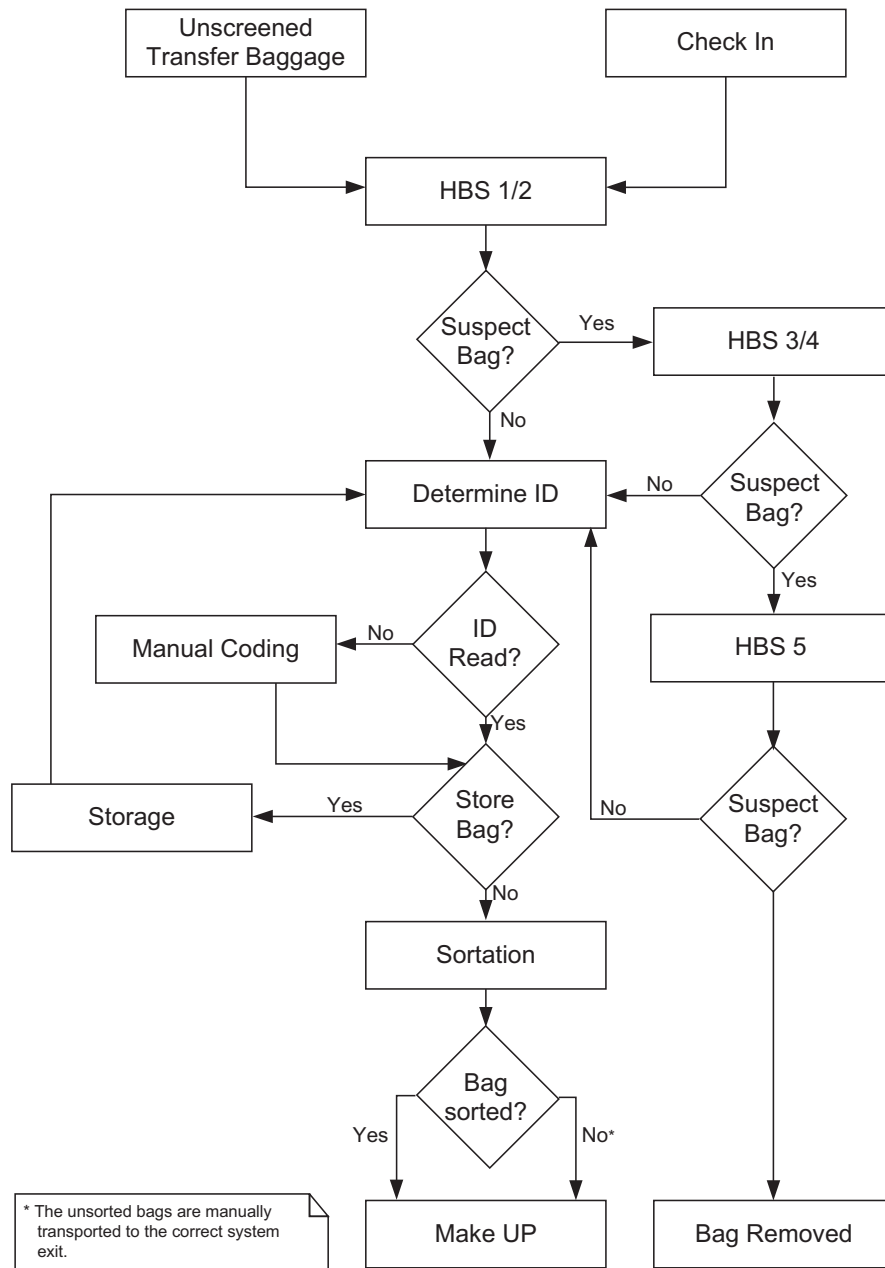 Unscreened
Transfer Baggage
Check In
HBS 1/2
Suspect
Bag?
Yes
HBS 3/4
No
Determine ID
No
Suspect
Bag?
Yes
ID
Read?
No
Manual Coding
HBS 5
Yes
Store
Bag?
Yes
Storage
No
Suspect
Bag?
No
Sortation
Bag
sorted?
Yes
No*
* The unsorted bags are manually
transported to the correct system
exit.
Make UP
Bag Removed